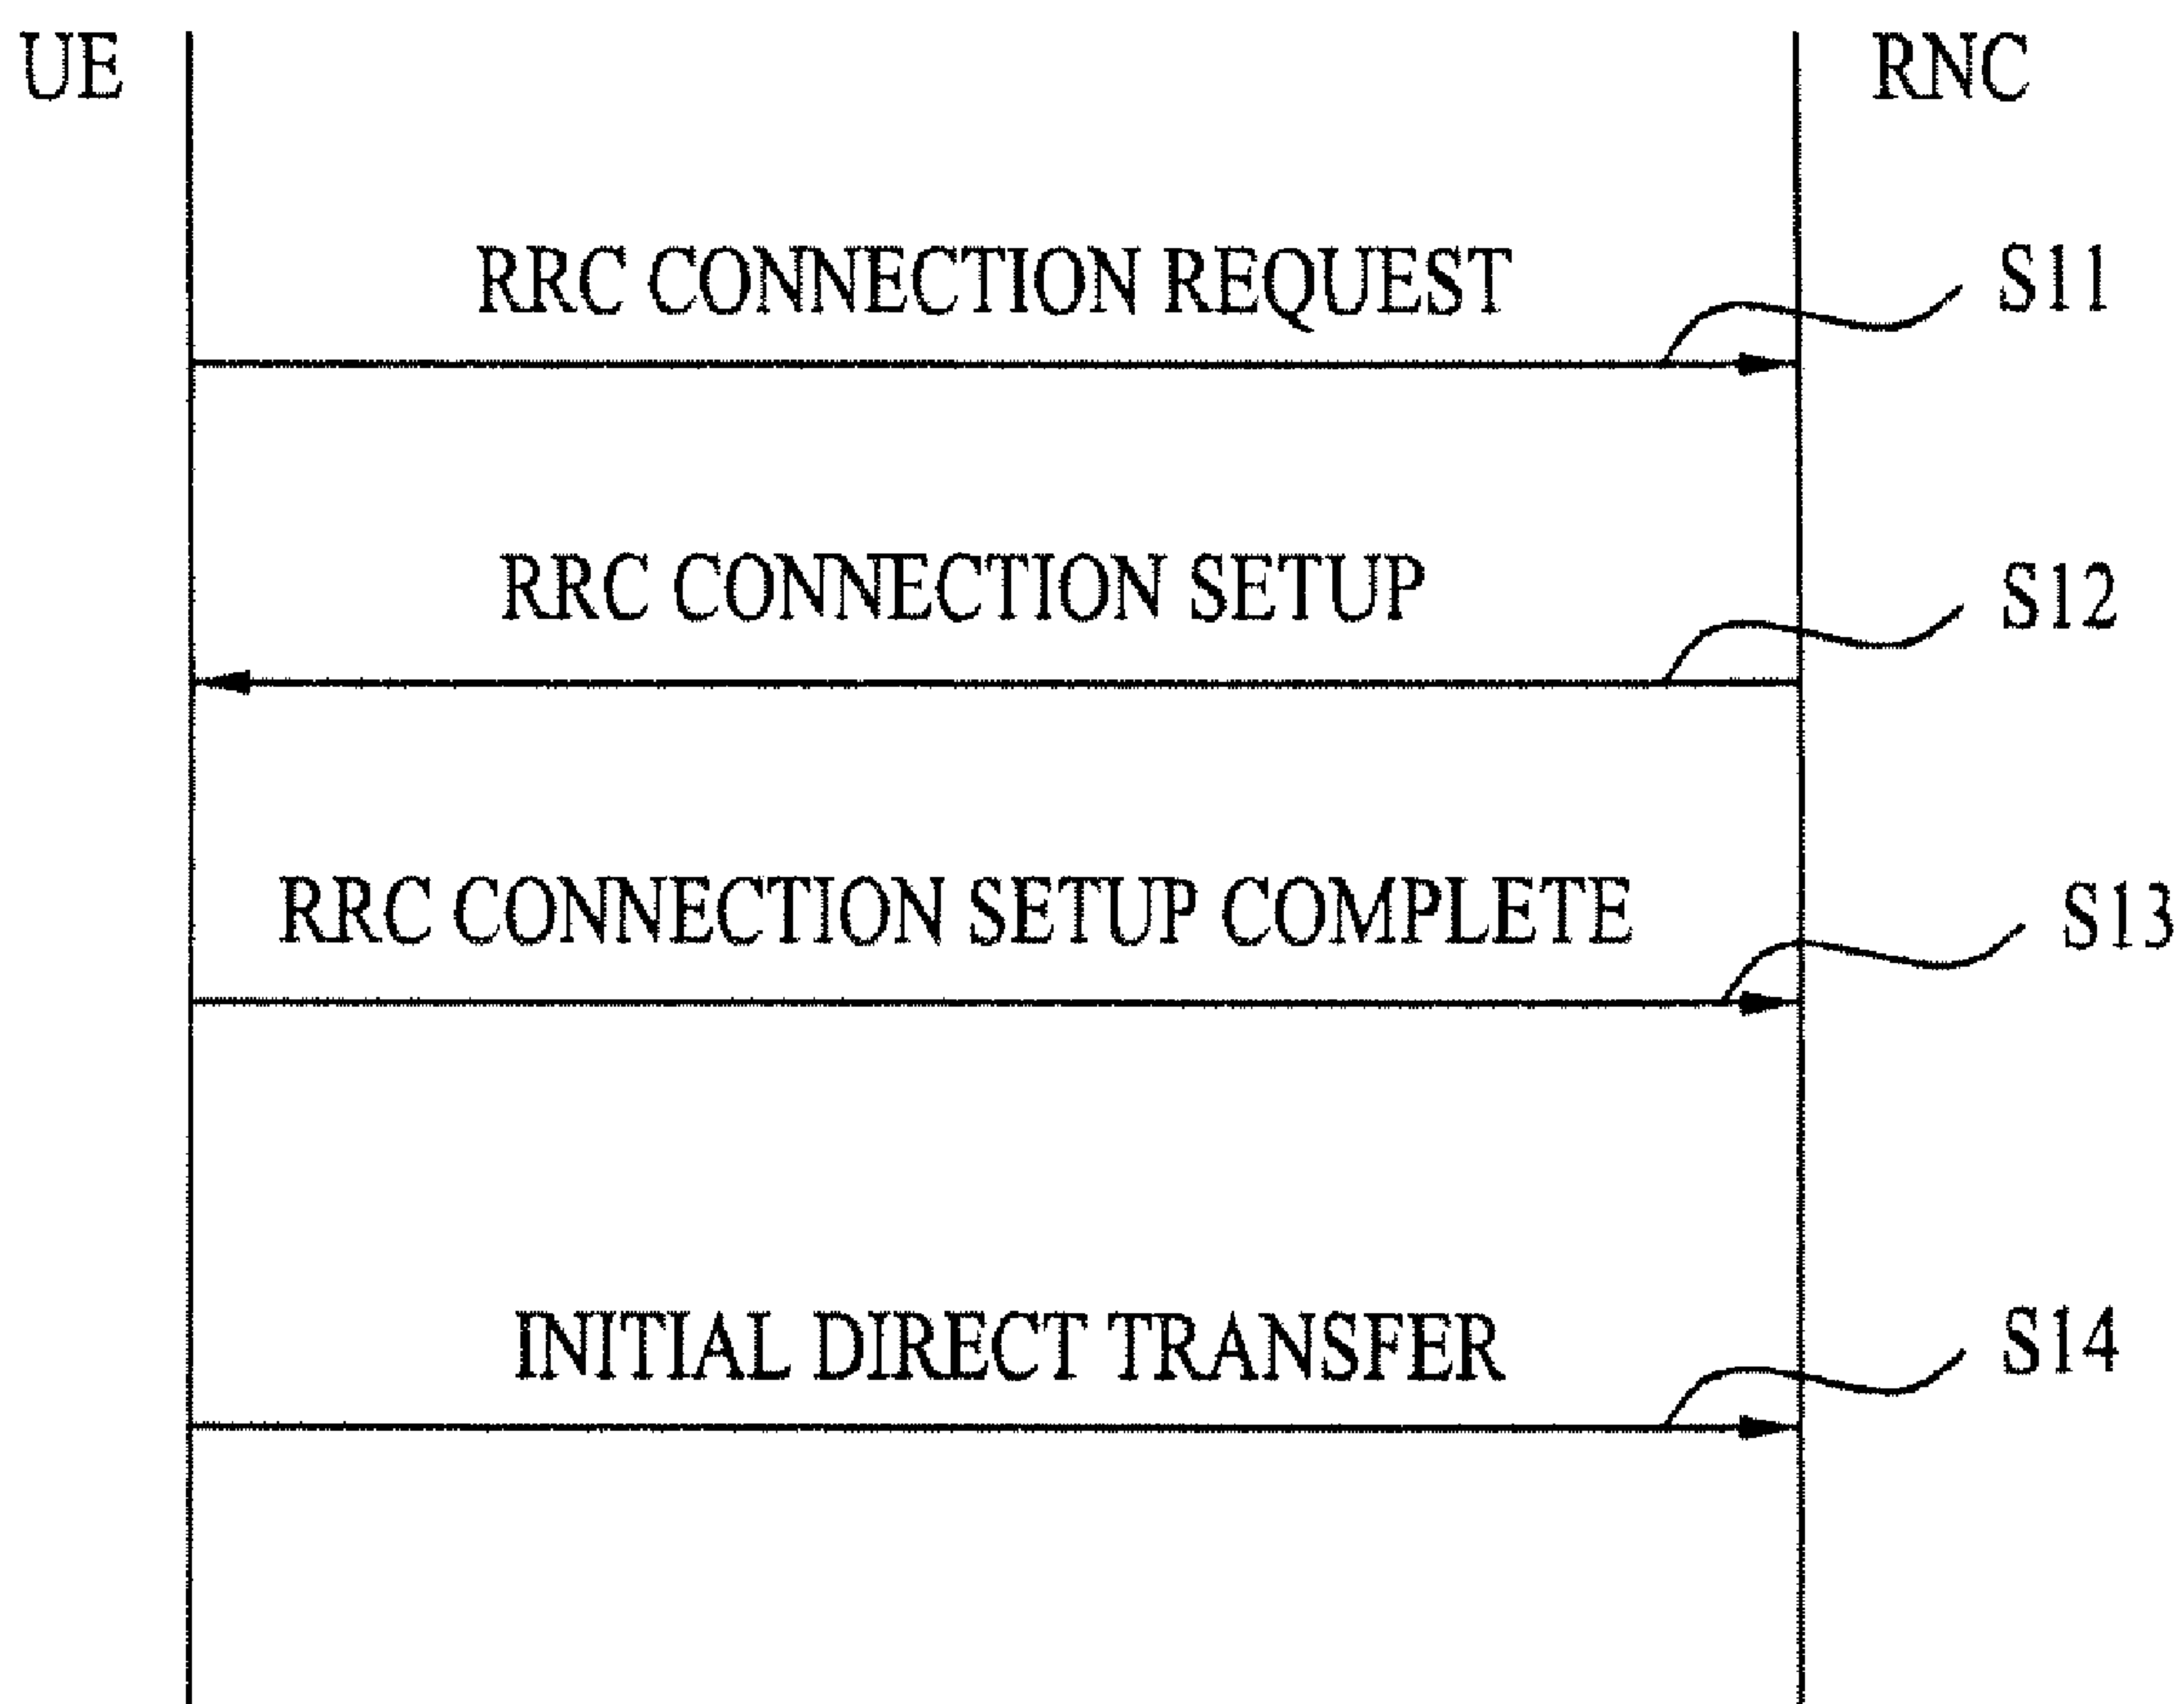 UE
RNC
RRC CONNECTION REQUEST
S11
RRC CONNECTION SETUP
S12
RRC CONNECTION SETUP COMPLETE
S13
INITIAL DIRECT TRANSFER
S14